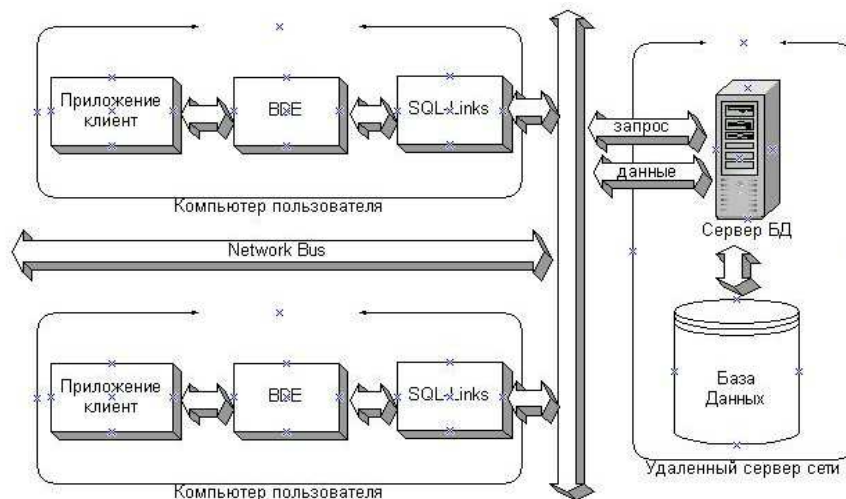 Приложение
клиент
BDE
SQL-Links
Компьютер пользователя
запрос
данные
Сервер БД
Network Bus
Приложение
клиент
BDE
SQL-Links
Компьютер пользователя
База
Данных
Удаленный сервер сети